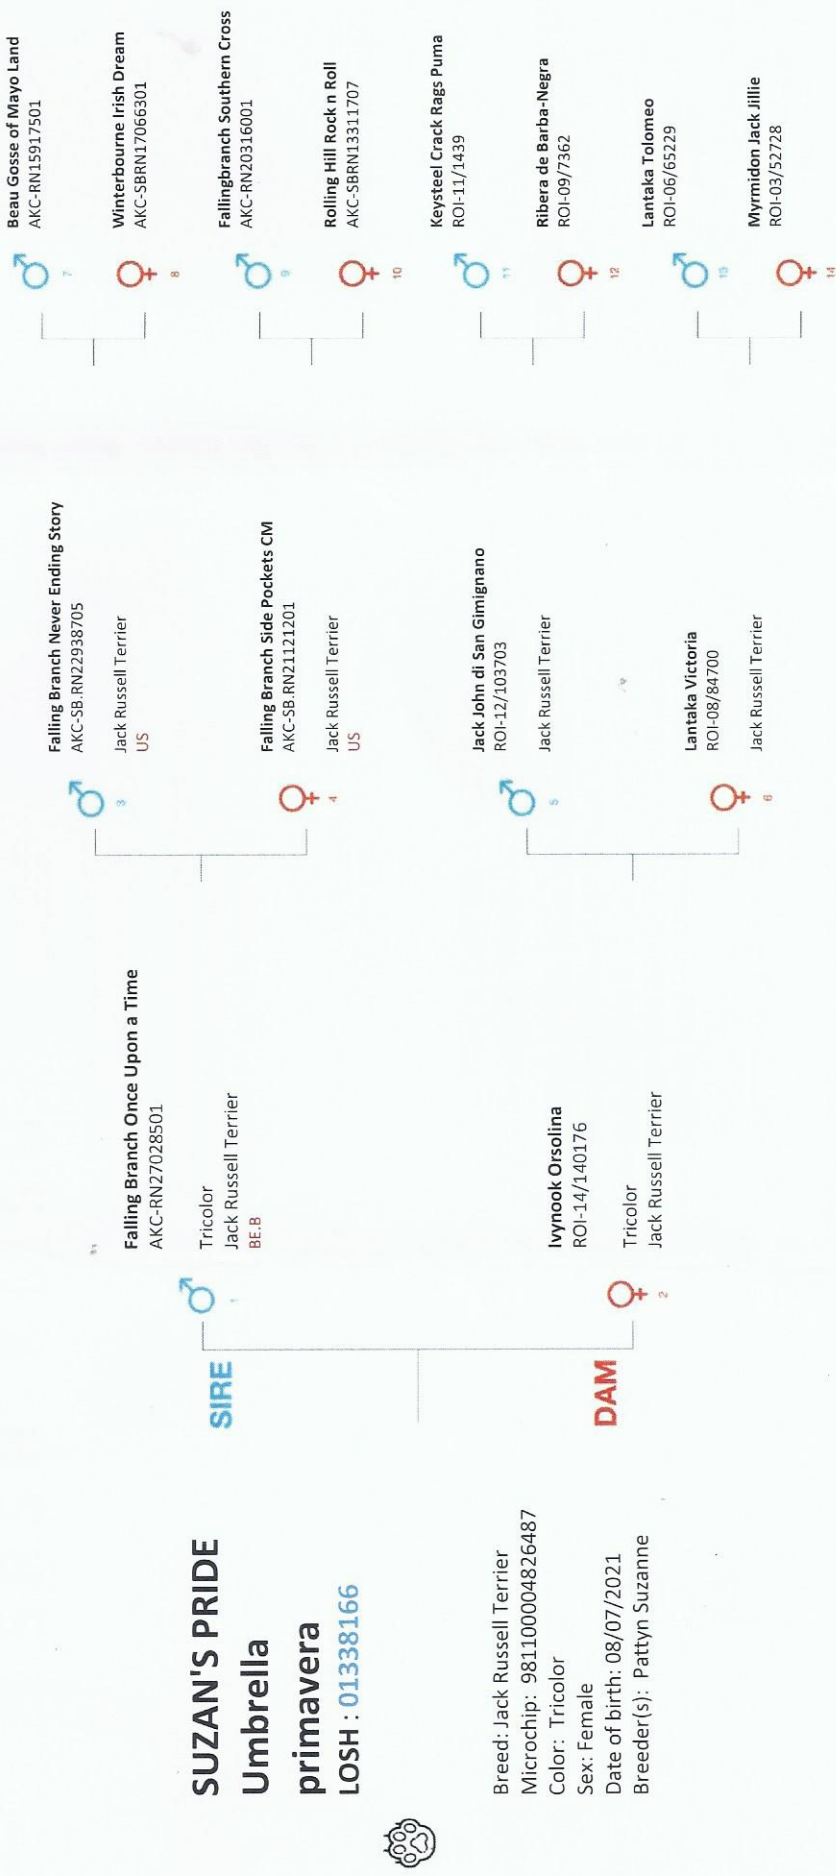 SUZAN'S PRIDE
Umbrella
primavera
LOSH : 01338166
Breed: Jack Russell Terrier
Microchip: 981100004826487
Color: Tricolor
Sex: Female
Date of birth: 08/07/2021
Breeder(s): Pattyn Suzanne
SIRE
1
Falling Branch Once Upon a Time
AKC-RN27028501
Tricolor
Jack Russell Terrier
BE.B
DAM
2
Ivynook Orsolina
ROI-14/140176
Tricolor
Jack Russell Terrier
3
Falling Branch Never Ending Story
AKC-SB.RN22938705
Jack Russell Terrier
US
4
Falling Branch Side Pockets CM
AKC-SB.RN21121201
Jack Russell Terrier
US
5
Jack John di San Gimignano
ROI-12/103703
Jack Russell Terrier
6
Lantaka Victoria
ROI-08/84700
Jack Russell Terrier
7
Beau Gosse of Mayo Land
AKC-RN15917501
8
Winterbourne Irish Dream
AKC-SBRN17066301
9
Fallingbranch Southern Cross
AKC-RN20316001
10
Rolling Hill Rock n Roll
AKC-SBRN13311707
11
Keysteel Crack Rags Puma
ROI-11/1439
12
Ribera de Barba-Negra
ROI-09/7362
13
Lantaka Tolomeo
ROI-06/65229
14
Myrmidon Jack Jillie
ROI-03/52728